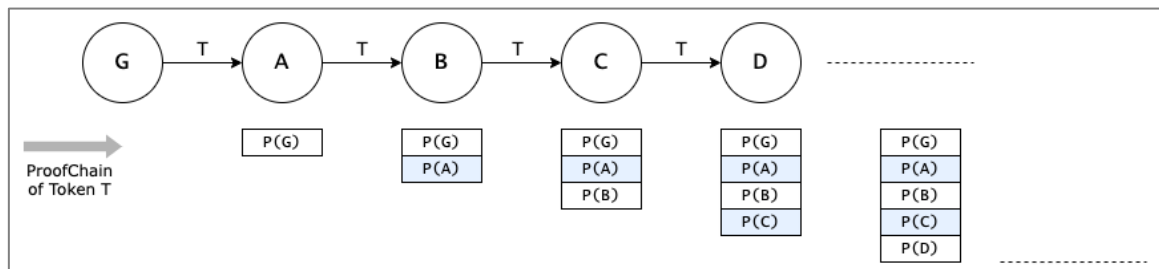 G T A T B T C T D
P(G) P(G) P(G) P(G) P(G)
P(A) P(A) P(A) P(A)
P(B) P(B) P(B)
P(C) P(C)
P(D)
ProofChain
of Token T